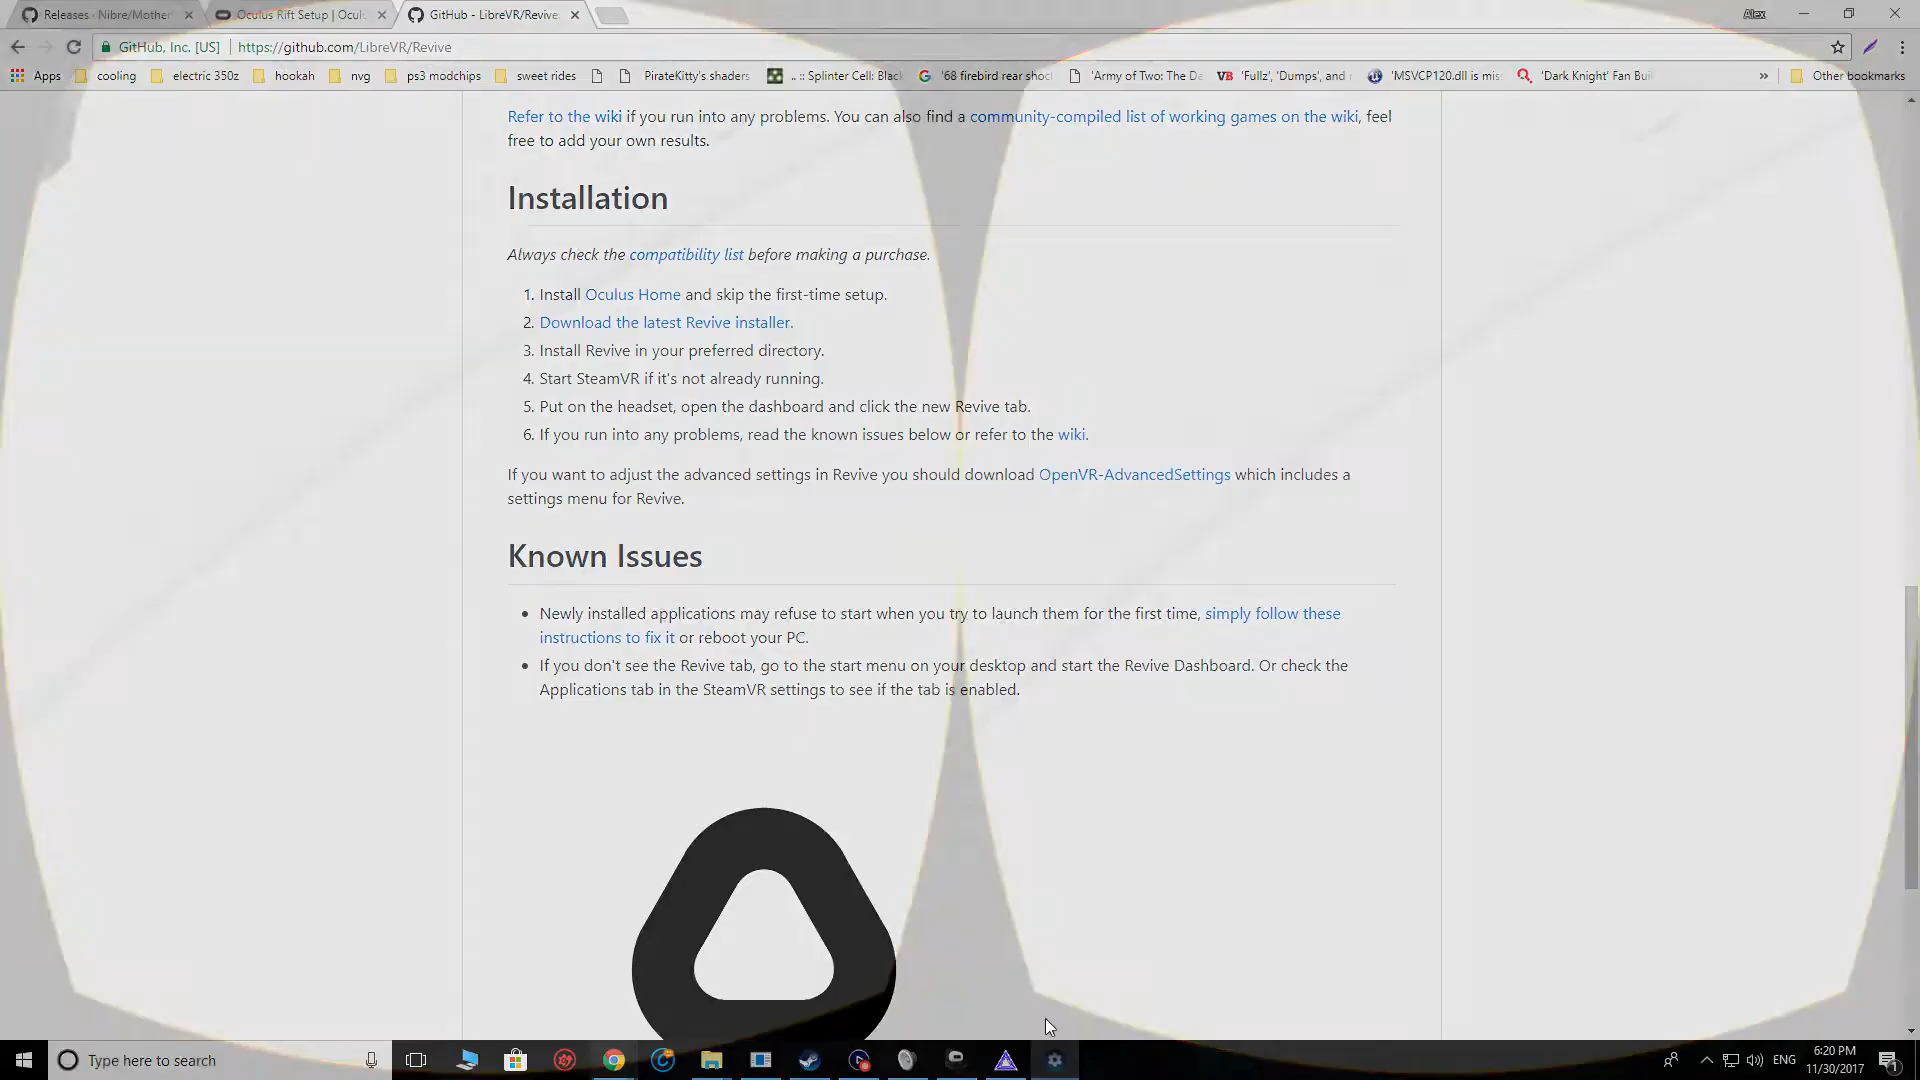 Releases · Nibre/Mother
Oculus Rift Setup | Ocul
GitHub - LibreVR/Revive
Alex
GitHub, Inc. [US]
https://github.com/LibreVR/Revive
Apps
cooling
electric 350z
hookah
nvg
ps3 modchips
sweet rides
PirateKitty's shaders
.. :: Splinter Cell: Black
'68 firebird rear shock
'Army of Two: The De
'Fullz', 'Dumps', and
'MSVCP120.dll is mis
'Dark Knight' Fan Bui
»
Other bookmarks
Refer to the wiki if you run into any problems. You can also find a community-compiled list of working games on the wiki, feel
free to add your own results.
Installation
Always check the compatibility list before making a purchase.
1. Install Oculus Home and skip the first-time setup.
2. Download the latest Revive installer.
3. Install Revive in your preferred directory.
4. Start SteamVR if it's not already running.
5. Put on the headset, open the dashboard and click the new Revive tab.
6. If you run into any problems, read the known issues below or refer to the wiki.
If you want to adjust the advanced settings in Revive you should download OpenVR-AdvancedSettings which includes a
settings menu for Revive.
Known Issues
• Newly installed applications may refuse to start when you try to launch them for the first time, simply follow these
instructions to fix it or reboot your PC.
• If you don't see the Revive tab, go to the start menu on your desktop and start the Revive Dashboard. Or check the
Applications tab in the SteamVR settings to see if the tab is enabled.
Type here to search
ENG
6:20 PM
11/30/2017
1